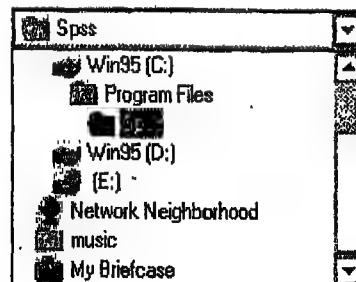 Spss
Win95 (C:)
Program Files
Win95 (D:)
(E:)
Network Neighborhood
music
My Briefcase